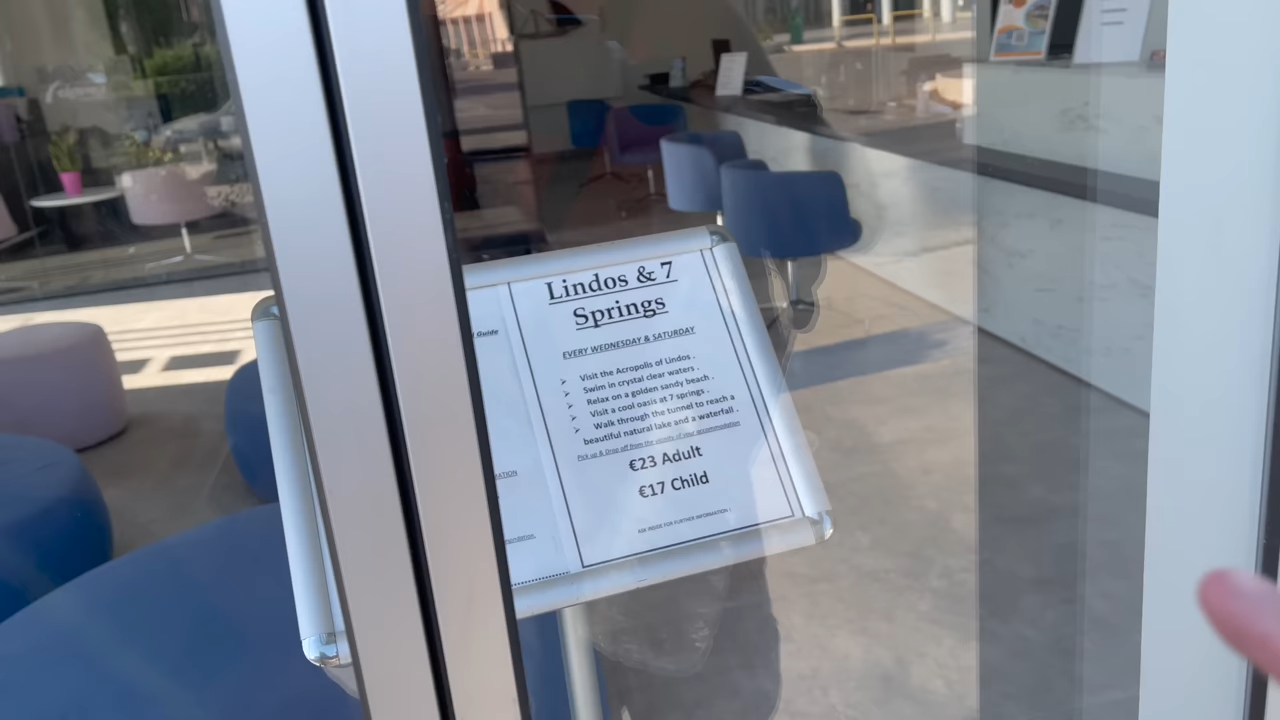 Lindos & 7
Springs
Guide
EVERY WEDNESDAY & SATURDAY
Visit the Acropolis of Lindos .
Swim in crystal clear waters .
Relax on a golden sandy beach .
Visit a cool oasis at 7 springs .
Walk through the tunnel to reach a
beautiful natural lake and a waterfall .
Pick up & Drop off from the vicinity of your accommodation
€23 Adult
€17 Child
ASK INSIDE FOR FURTHER INFORMATION !